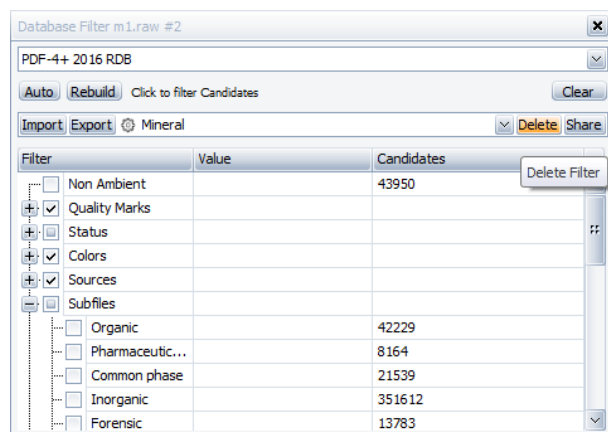 Database Filter m1.raw #2
PDF-4+ 2016 RDB
Auto Rebuild Click to filter Candidates Clear
Import Export Mineral Delete Share
Filter Value Candidates
Delete Filter
Non Ambient 43950
Quality Marks
Status
Colors
Sources
Subfiles
Organic 42229
Pharmaceutic... 8164
Common phase 21539
Inorganic 351612
Forensic 13783